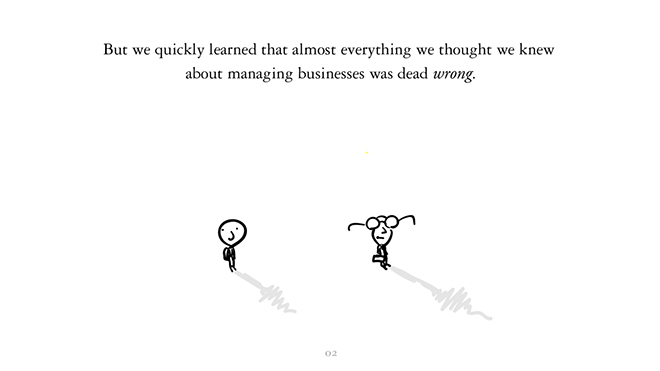 But we quickly learned that almost everything we thought we knew
about managing businesses was dead wrong.
02